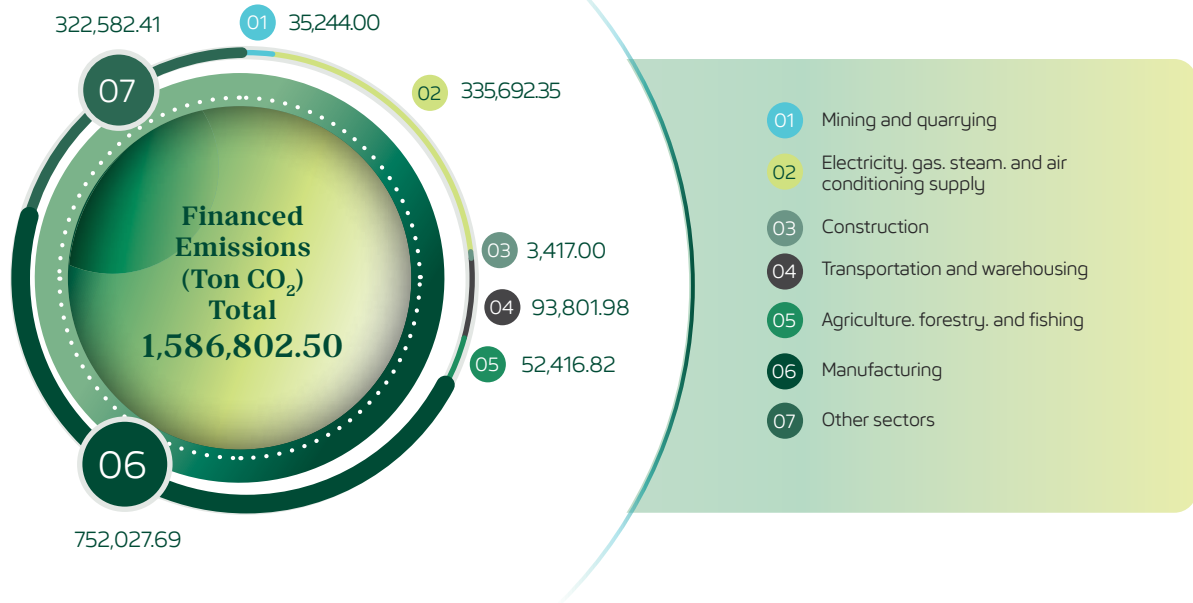 322,582.41
07
01 35,244.00
02 335,692.35
03 3,417.00
04 93,801.98
05 52,416.82
06
752,027.69
Financed
Emissions
(Ton CO₂)
Total
1,586,802.50
01 Mining and quarrying
02 Electricity. gas. steam. and air
conditioning supply
03 Construction
04 Transportation and warehousing
05 Agriculture. forestry. and fishing
06 Manufacturing
07 Other sectors